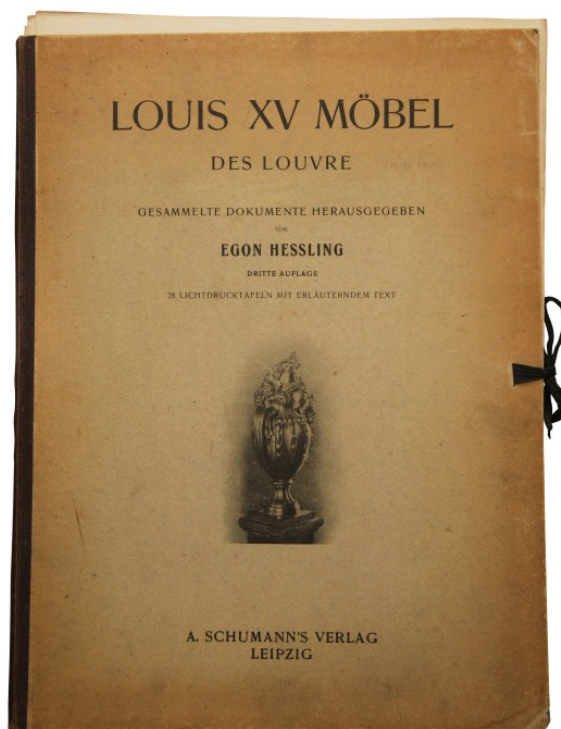 LOUIS XV MÖBEL
DES LOUVRE
GESAMMELTE DOKUMENTE HERAUSGEGEBEN
VON
EGON HESSLING
DRITTE AUFLAGE
28 LICHTDRUCKTAFELN MIT ERLÄUTERNDEM TEXT
A. SCHUMANN'S VERLAG
LEIPZIG